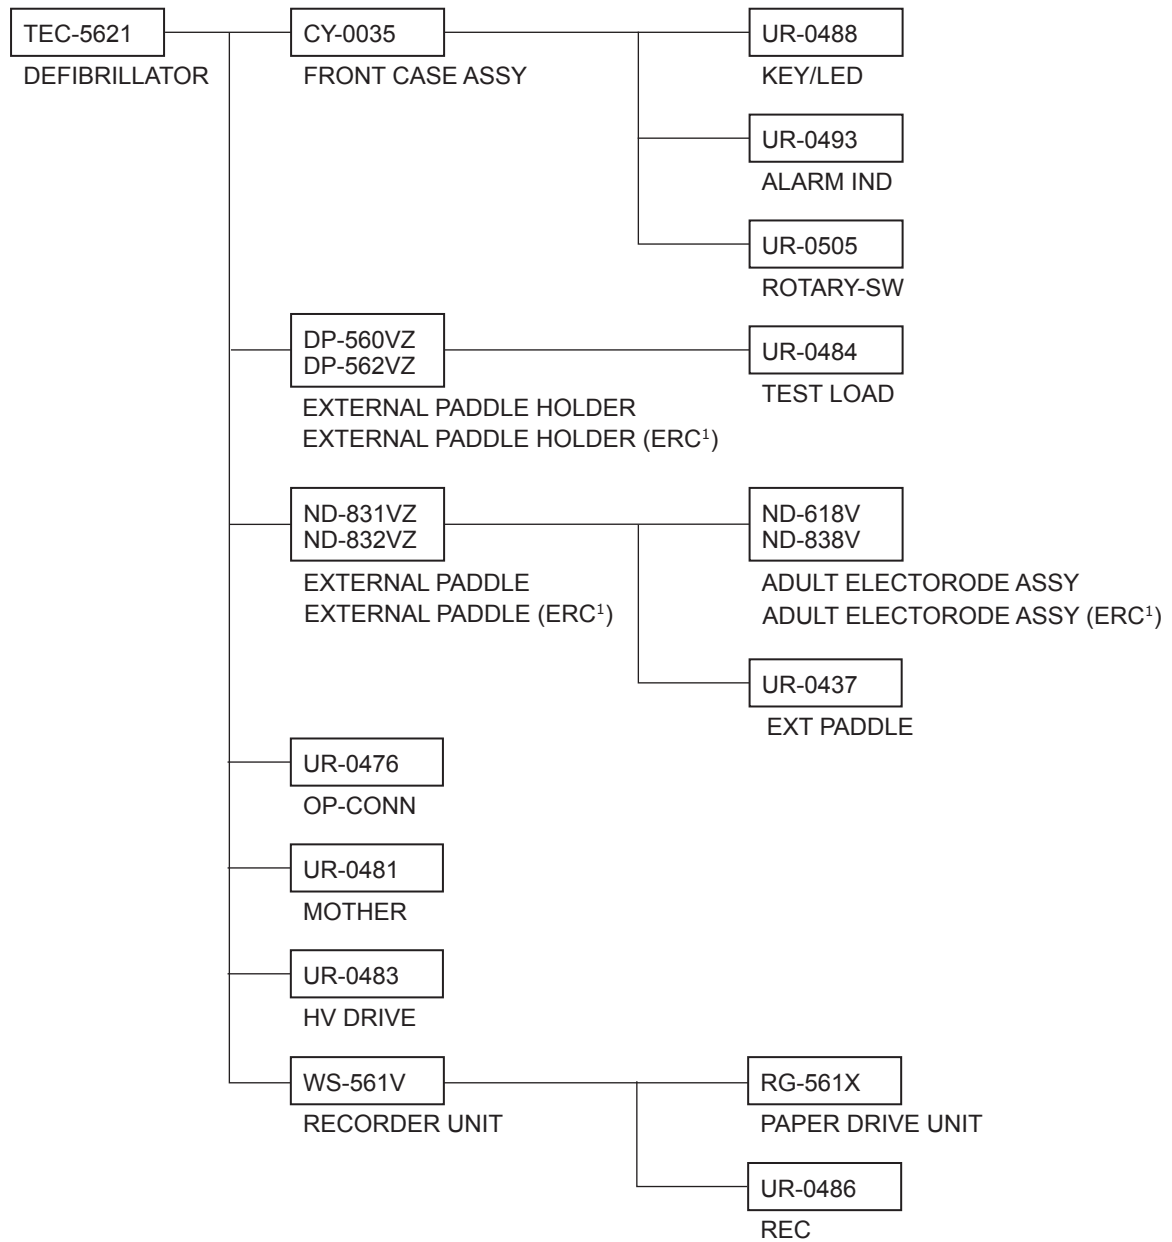 TEC-5621
DEFIBRILLATOR
CY-0035
FRONT CASE ASSY
UR-0488
KEY/LED
UR-0493
ALARM IND
UR-0505
ROTARY-SW
DP-560VZ
DP-562VZ
EXTERNAL PADDLE HOLDER
EXTERNAL PADDLE HOLDER (ERC¹)
UR-0484
TEST LOAD
ND-831VZ
ND-832VZ
EXTERNAL PADDLE
EXTERNAL PADDLE (ERC¹)
ND-618V
ND-838V
ADULT ELECTORODE ASSY
ADULT ELECTORODE ASSY (ERC¹)
UR-0437
EXT PADDLE
UR-0476
OP-CONN
UR-0481
MOTHER
UR-0483
HV DRIVE
WS-561V
RECORDER UNIT
RG-561X
PAPER DRIVE UNIT
UR-0486
REC